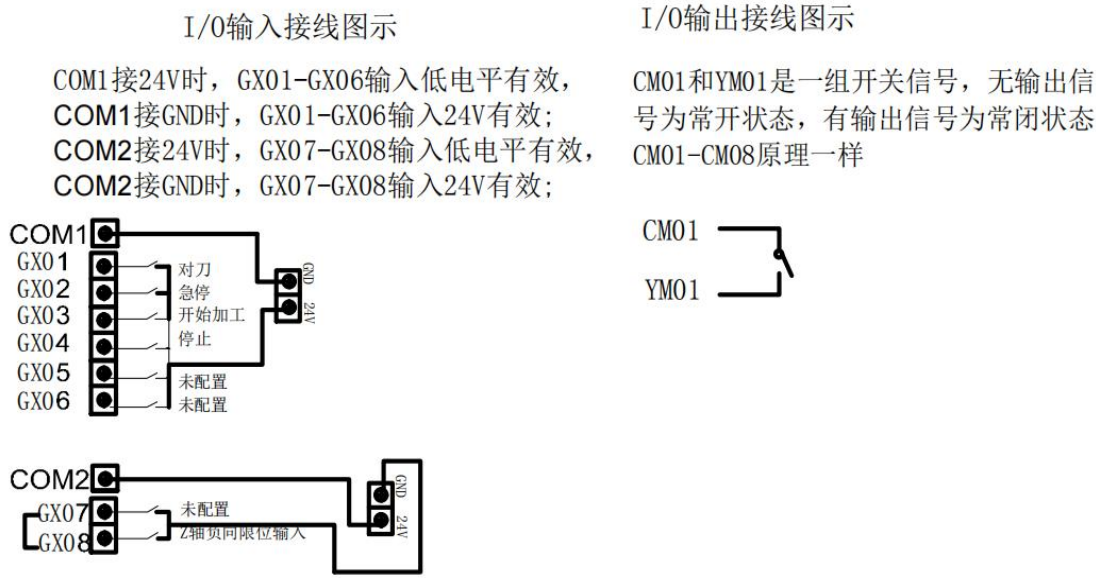 I/O输入接线图示
COM1接24V时，GX01-GX06输入低电平有效，
COM1接GND时，GX01-GX06输入24V有效；
COM2接24V时，GX07-GX08输入低电平有效，
COM2接GND时，GX07-GX08输入24V有效；
I/O输出接线图示
CM01和YM01是一组开关信号，无输出信
号为常开状态，有输出信号为常闭状态
CM01-CM08原理一样
COM1
GX01
GX02
GX03
GX04
GX05
GX06
对刀
急停
开始加工
停止
未配置
未配置
GND
24V
CM01
YM01
COM2
GX07
GX08
未配置
Z轴负向限位输入
GND
24V